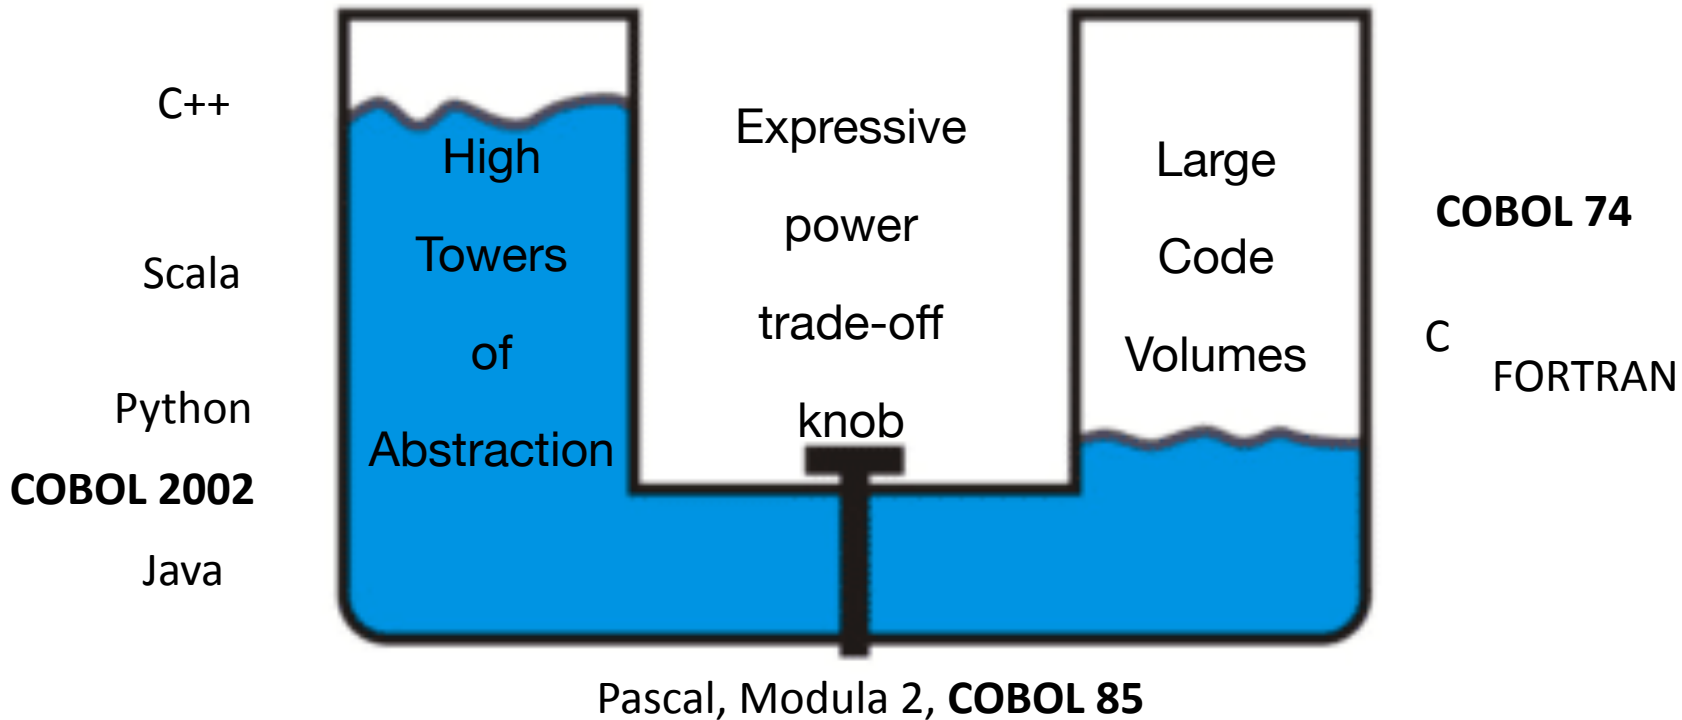 C++
Scala
Python
COBOL 2002
Java
High
Towers
of
Abstraction
Expressive
power
trade-off
knob
Large
Code
Volumes
COBOL 74
C
FORTRAN
Pascal, Modula 2, COBOL 85